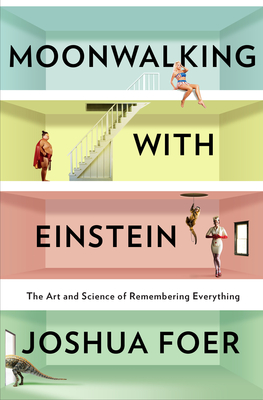 MOONWALKING
WITH
EINSTEIN
The Art and Science of Remembering Everything
JOSHUA FOER